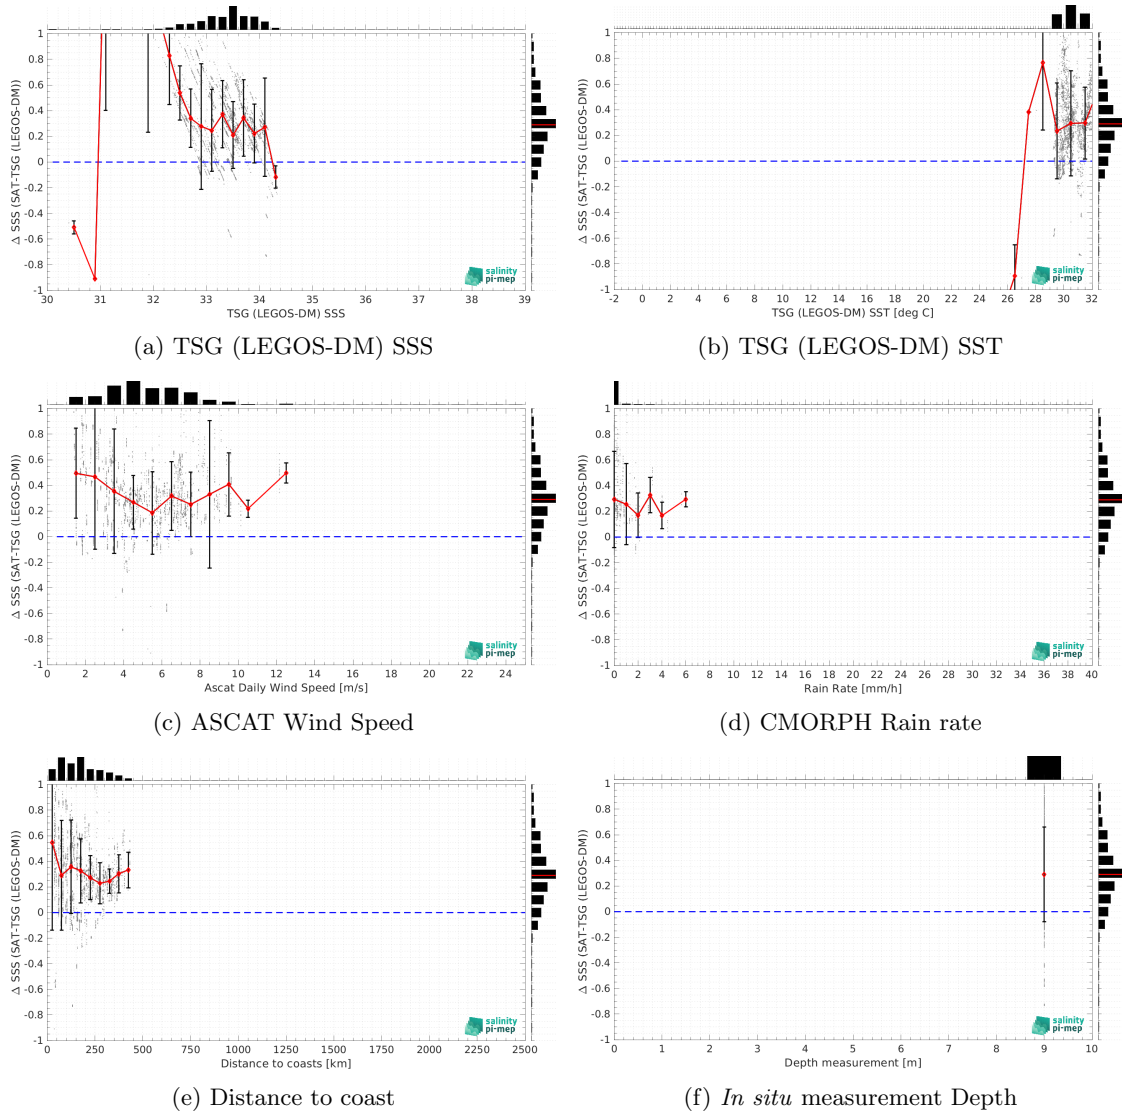 1
0.8
0.6
0.4
0.2
0
-0.2
-0.4
-0.6
-0.8
-1
Δ SSS (SAT-TSG (LEGOS-DM))
salinity
pi-mep
30 31 32 33 34 35 36 37 38 39
TSG (LEGOS-DM) SSS
(a) TSG (LEGOS-DM) SSS
1
0.8
0.6
0.4
0.2
0
-0.2
-0.4
-0.6
-0.8
-1
Δ SSS (SAT-TSG (LEGOS-DM))
salinity
pi-mep
-2 0 2 4 6 8 10 12 14 16 18 20 22 24 26 28 30 32
TSG (LEGOS-DM) SST [deg C]
(b) TSG (LEGOS-DM) SST
1
0.8
0.6
0.4
0.2
0
-0.2
-0.4
-0.6
-0.8
-1
Δ SSS (SAT-TSG (LEGOS-DM))
salinity
pi-mep
0 2 4 6 8 10 12 14 16 18 20 22 24
Ascat Daily Wind Speed [m/s]
(c) ASCAT Wind Speed
1
0.8
0.6
0.4
0.2
0
-0.2
-0.4
-0.6
-0.8
-1
Δ SSS (SAT-TSG (LEGOS-DM))
salinity
pi-mep
0 2 4 6 8 10 12 14 16 18 20 22 24 26 28 30 32 34 36 38 40
Rain Rate [mm/h]
(d) CMORPH Rain rate
1
0.8
0.6
0.4
0.2
0
-0.2
-0.4
-0.6
-0.8
-1
Δ SSS (SAT-TSG (LEGOS-DM))
salinity
pi-mep
0 250 500 750 1000 1250 1500 1750 2000 2250 2500
Distance to coasts [km]
(e) Distance to coast
1
0.8
0.6
0.4
0.2
0
-0.2
-0.4
-0.6
-0.8
-1
Δ SSS (SAT-TSG (LEGOS-DM))
salinity
pi-mep
0 1 2 3 4 5 6 7 8 9 10
Depth measurement [m]
(f) In situ measurement Depth